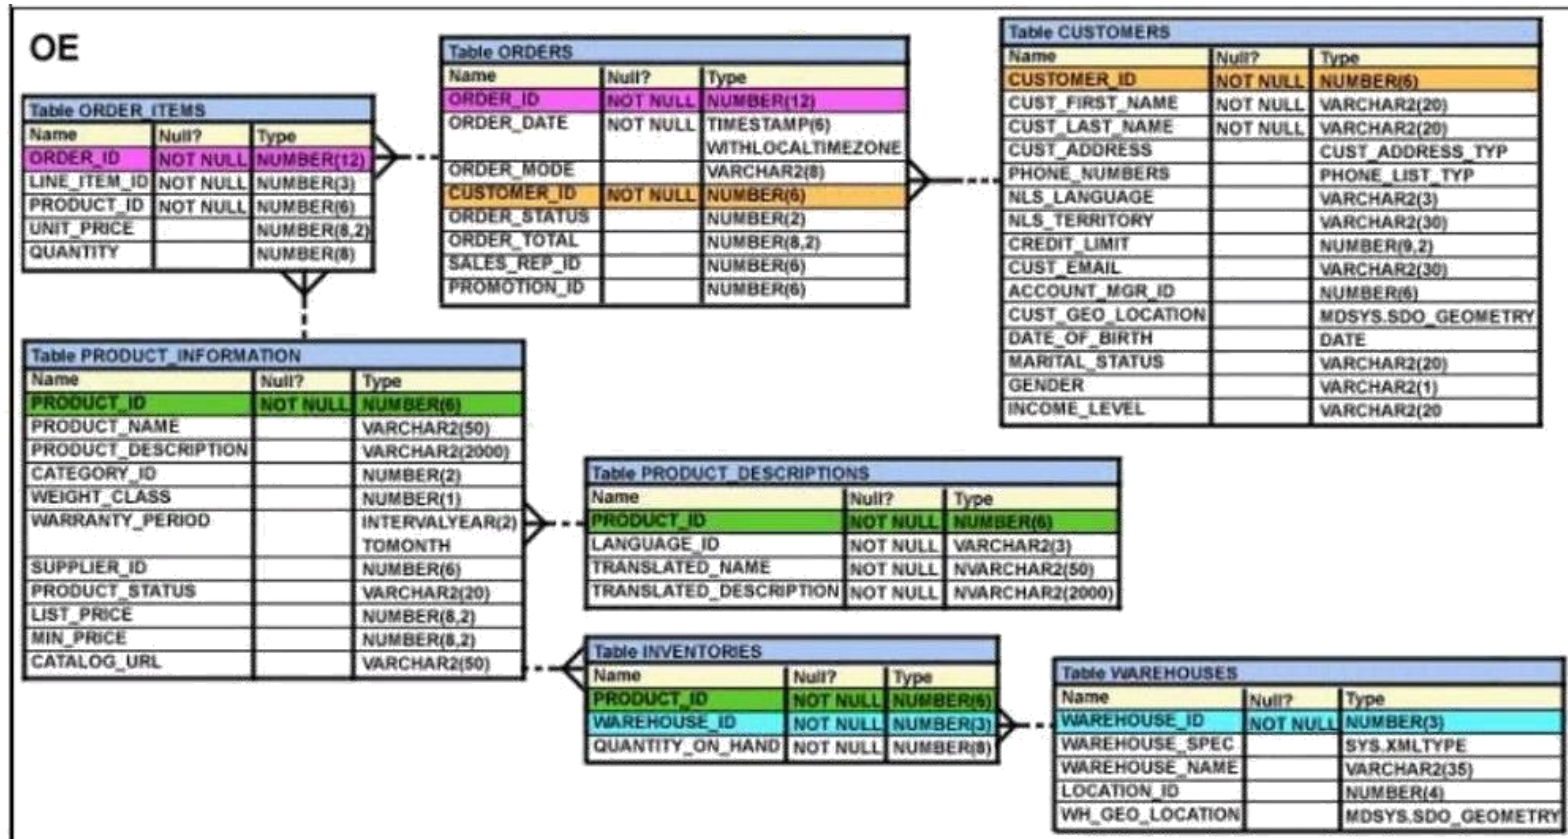 OE
Table ORDER_ITEMS
Name Null? Type
ORDER_ID NOT NULL NUMBER(12)
LINE_ITEM_ID NOT NULL NUMBER(3)
PRODUCT_ID NOT NULL NUMBER(6)
UNIT_PRICE NUMBER(8,2)
QUANTITY NUMBER(8)
Table ORDERS
Name Null? Type
ORDER_ID NOT NULL NUMBER(12)
ORDER_DATE NOT NULL TIMESTAMP(6)
WITHLOCALTIMEZONE
ORDER_MODE VARCHAR2(8)
CUSTOMER_ID NOT NULL NUMBER(6)
ORDER_STATUS NUMBER(2)
ORDER_TOTAL NUMBER(8,2)
SALES_REP_ID NUMBER(6)
PROMOTION_ID NUMBER(6)
Table CUSTOMERS
Name Null? Type
CUSTOMER_ID NOT NULL NUMBER(6)
CUST_FIRST_NAME NOT NULL VARCHAR2(20)
CUST_LAST_NAME NOT NULL VARCHAR2(20)
CUST_ADDRESS CUST_ADDRESS_TYP
PHONE_NUMBERS PHONE_LIST_TYP
NLS_LANGUAGE VARCHAR2(3)
NLS_TERRITORY VARCHAR2(30)
CREDIT_LIMIT NUMBER(9,2)
CUST_EMAIL VARCHAR2(30)
ACCOUNT_MGR_ID NUMBER(6)
CUST_GEO_LOCATION MDSYS.SDO_GEOMETRY
DATE_OF_BIRTH DATE
MARITAL_STATUS VARCHAR2(20)
GENDER VARCHAR2(1)
INCOME_LEVEL VARCHAR2(20
Table PRODUCT_INFORMATION
Name Null? Type
PRODUCT_ID NOT NULL NUMBER(6)
PRODUCT_NAME VARCHAR2(50)
PRODUCT_DESCRIPTION VARCHAR2(2000)
CATEGORY_ID NUMBER(2)
WEIGHT_CLASS NUMBER(1)
WARRANTY_PERIOD INTERVALYEAR(2)
TOMONTH
SUPPLIER_ID NUMBER(6)
PRODUCT_STATUS VARCHAR2(20)
LIST_PRICE NUMBER(8,2)
MIN_PRICE NUMBER(8,2)
CATALOG_URL VARCHAR2(50)
Table PRODUCT_DESCRIPTIONS
Name Null? Type
PRODUCT_ID NOT NULL NUMBER(6)
LANGUAGE_ID NOT NULL VARCHAR2(3)
TRANSLATED_NAME NOT NULL NVARCHAR2(50)
TRANSLATED_DESCRIPTION NOT NULL NVARCHAR2(2000)
Table INVENTORIES
Name Null? Type
PRODUCT_ID NOT NULL NUMBER(6)
WAREHOUSE_ID NOT NULL NUMBER(3)
QUANTITY_ON_HAND NOT NULL NUMBER(8)
Table WAREHOUSES
Name Null? Type
WAREHOUSE_ID NOT NULL NUMBER(3)
WAREHOUSE_SPEC SYS.XMLTYPE
WAREHOUSE_NAME VARCHAR2(35)
LOCATION_ID NUMBER(4)
WH_GEO_LOCATION MDSYS.SDO_GEOMETRY